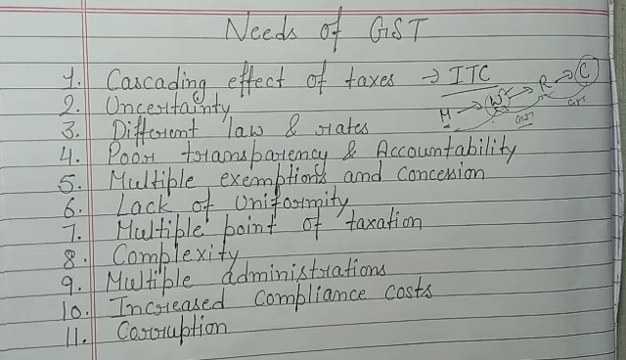 Needs of GST
1. Cascading effect of taxes → ITC
M → W → R → C
GST GST
2. Uncertainty
3. Different law & rates
4. Poor transparency & Accountability
5. Multiple exemptions and concession
6. Lack of Uniformity
7. Multiple point of taxation
8. Complexity
9. Multiple administrations
10. Increased compliance costs
11. Corruption